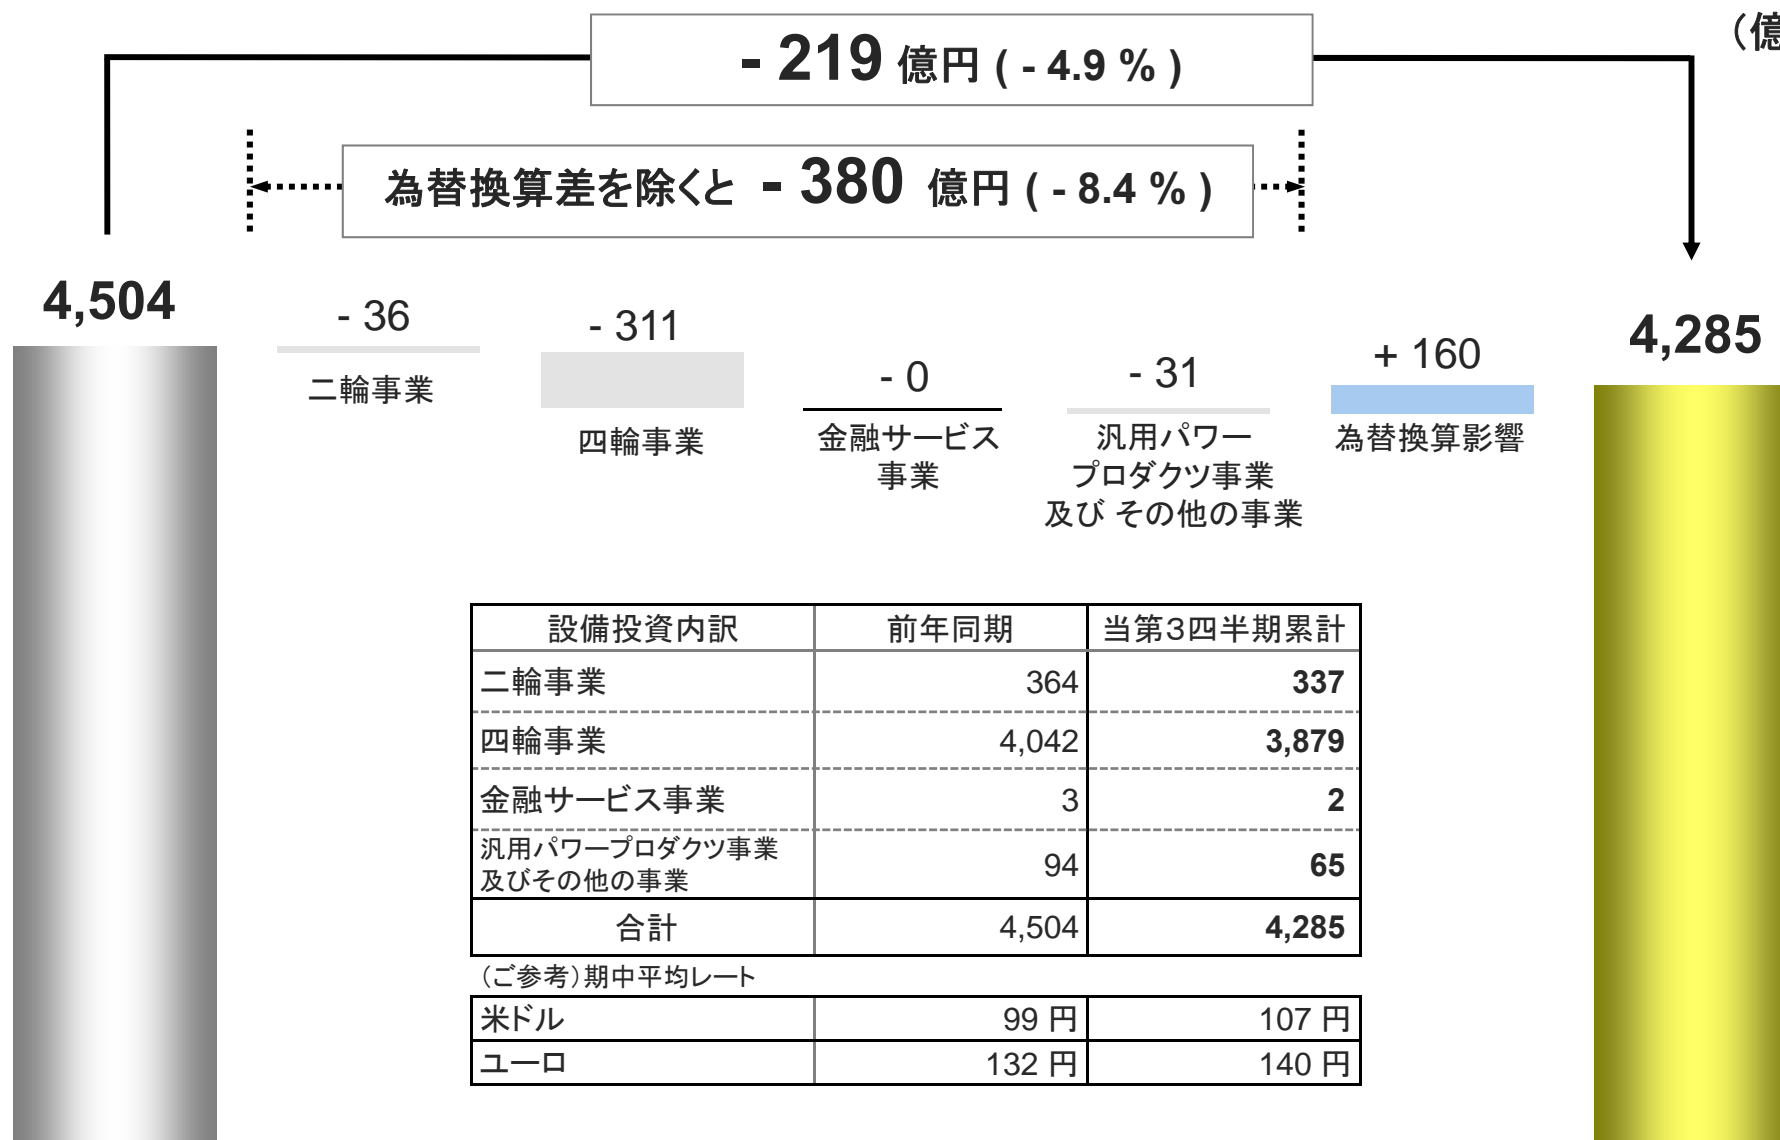 （億
- 219 億円 ( - 4.9 % )
為替換算差を除くと - 380 億円 ( - 8.4 % )
4,504
- 36
二輪事業
- 311
四輪事業
- 0
金融サービス
事業
- 31
汎用パワー
プロダクツ事業
及び その他の事業
+ 160
為替換算影響
4,285
設備投資内訳 前年同期 当第３四半期累計
二輪事業 364 337
四輪事業 4,042 3,879
金融サービス事業 3 2
汎用パワープロダクツ事業
及びその他の事業 94 65
合計 4,504 4,285
（ご参考）期中平均レート
米ドル 99 円 107 円
ユーロ 132 円 140 円